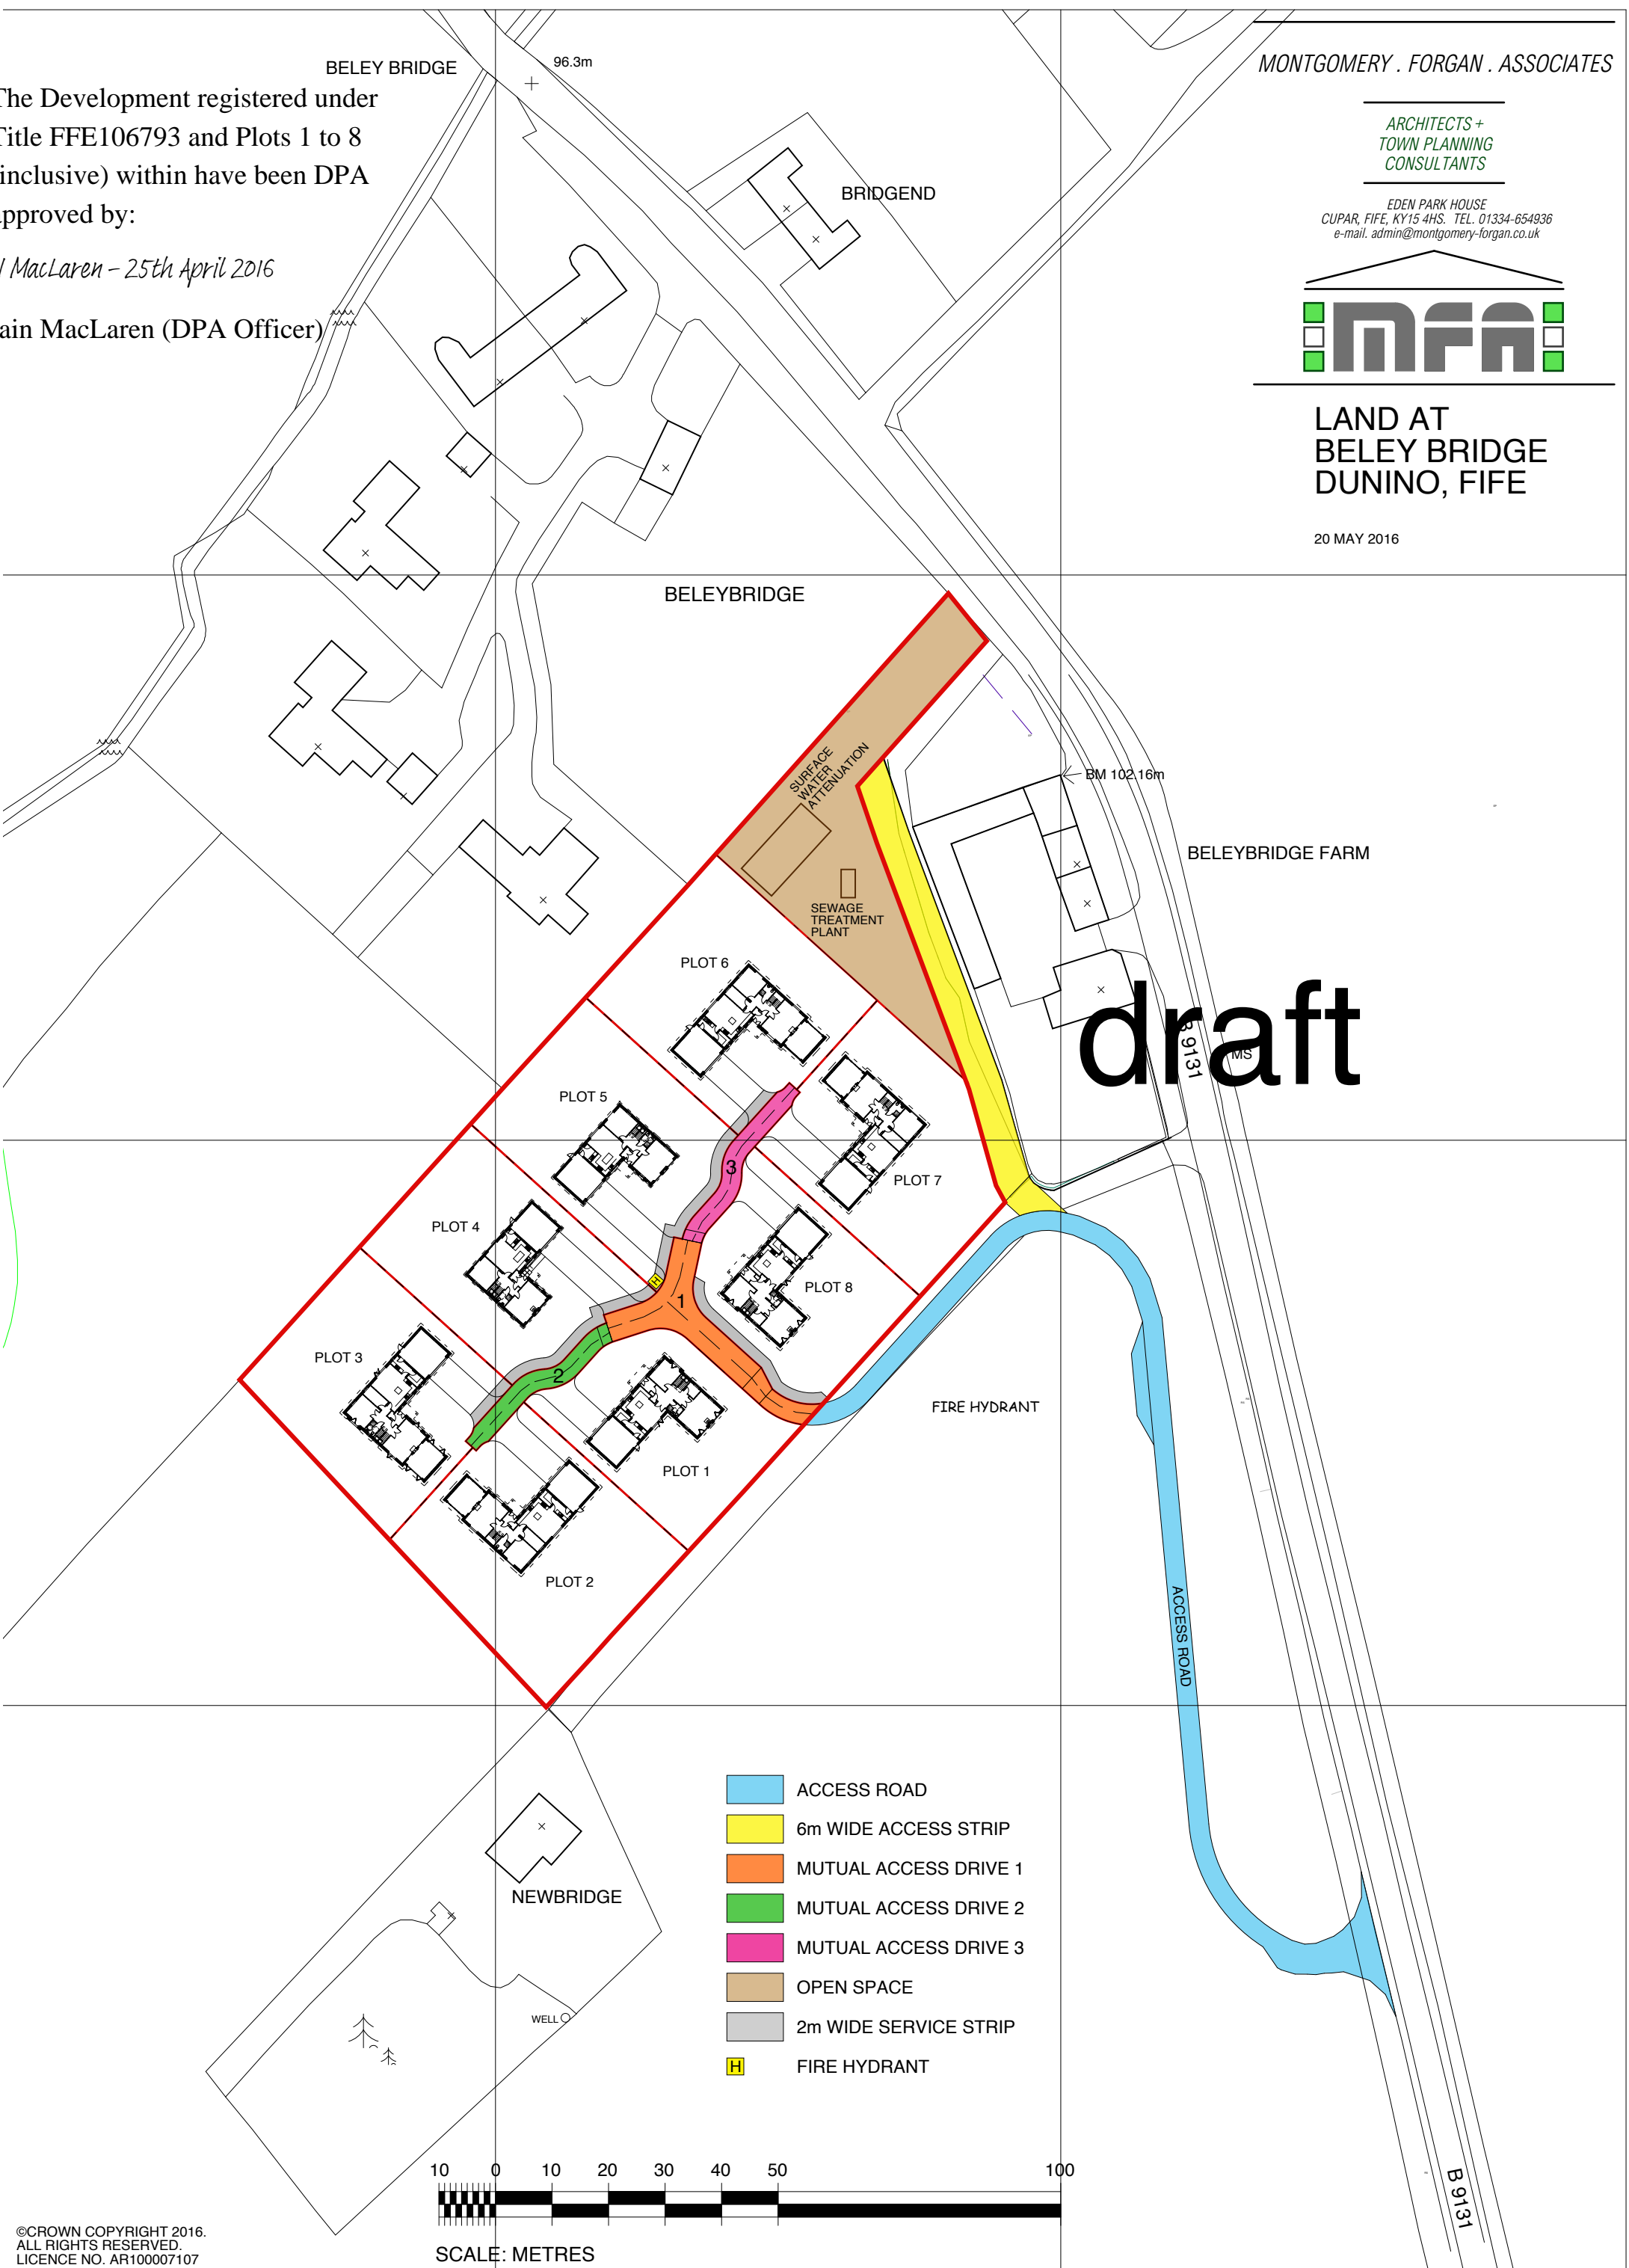 BELEY BRIDGE
96.3m
The Development registered under
Title FFE106793 and Plots 1 to 8
inclusive) within have been DPA
approved by:
MacLaren – 25th April 2016
ain MacLaren (DPA Officer)
MONTGOMERY . FORGAN . ASSOCIATES
ARCHITECTS +
TOWN PLANNING
CONSULTANTS
EDEN PARK HOUSE
CUPAR, FIFE, KY15 4HS. TEL. 01334-654936
e-mail. admin@montgomery-forgan.co.uk
MFA
LAND AT
BELEY BRIDGE
DUNINO, FIFE
20 MAY 2016
BRIDGEND
BELEYBRIDGE
SURFACE
WATER
ATTENUATION
BM 102.16m
BELEYBRIDGE FARM
SEWAGE
TREATMENT
PLANT
draft
B 9131
MS
PLOT 6
PLOT 5
PLOT 7
3
PLOT 4
PLOT 8
H
1
PLOT 3
2
FIRE HYDRANT
PLOT 1
PLOT 2
ACCESS ROAD
ACCESS ROAD
6m WIDE ACCESS STRIP
MUTUAL ACCESS DRIVE 1
MUTUAL ACCESS DRIVE 2
MUTUAL ACCESS DRIVE 3
OPEN SPACE
2m WIDE SERVICE STRIP
H FIRE HYDRANT
NEWBRIDGE
WELL
B 9131
10 0 10 20 30 40 50 100
SCALE: METRES
©CROWN COPYRIGHT 2016.
ALL RIGHTS RESERVED.
LICENCE NO. AR100007107